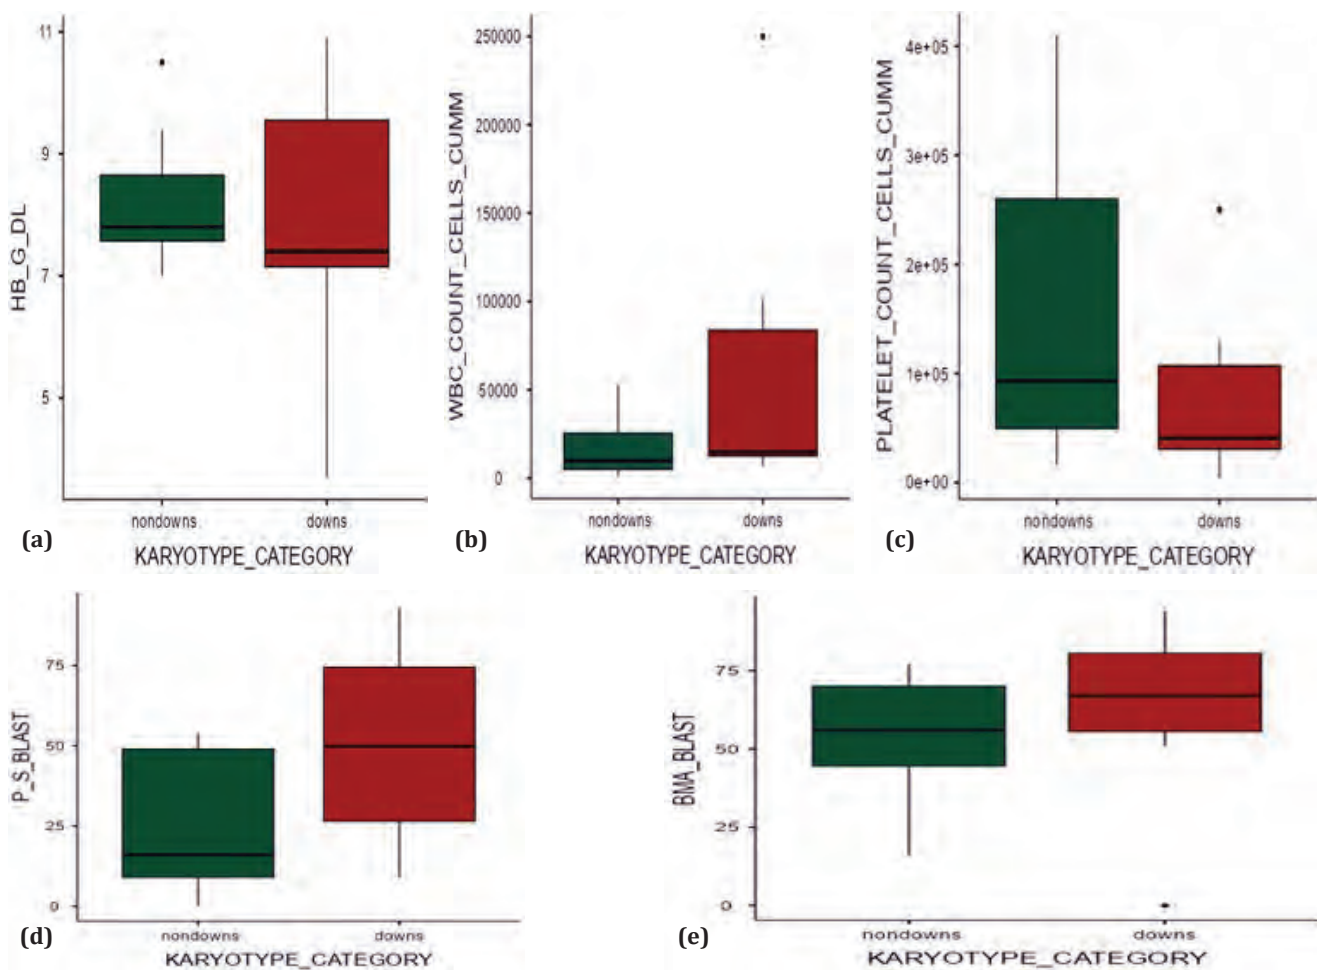 HB_G_DL
11
9
7
5
nondowns downs
(a)
KARYOTYPE_CATEGORY
WBC_COUNT_CELLS_CUMM
250000
200000
150000
100000
50000
0
nondowns downs
(b)
KARYOTYPE_CATEGORY
PLATELET_COUNT_CELLS_CUMM
4e+05
3e+05
2e+05
1e+05
0e+00
nondowns downs
(c)
KARYOTYPE_CATEGORY
P_S_BLAST
75
50
25
0
nondowns downs
(d)
KARYOTYPE_CATEGORY
BMA_BLAST
75
50
25
0
nondowns downs
(e)
KARYOTYPE_CATEGORY